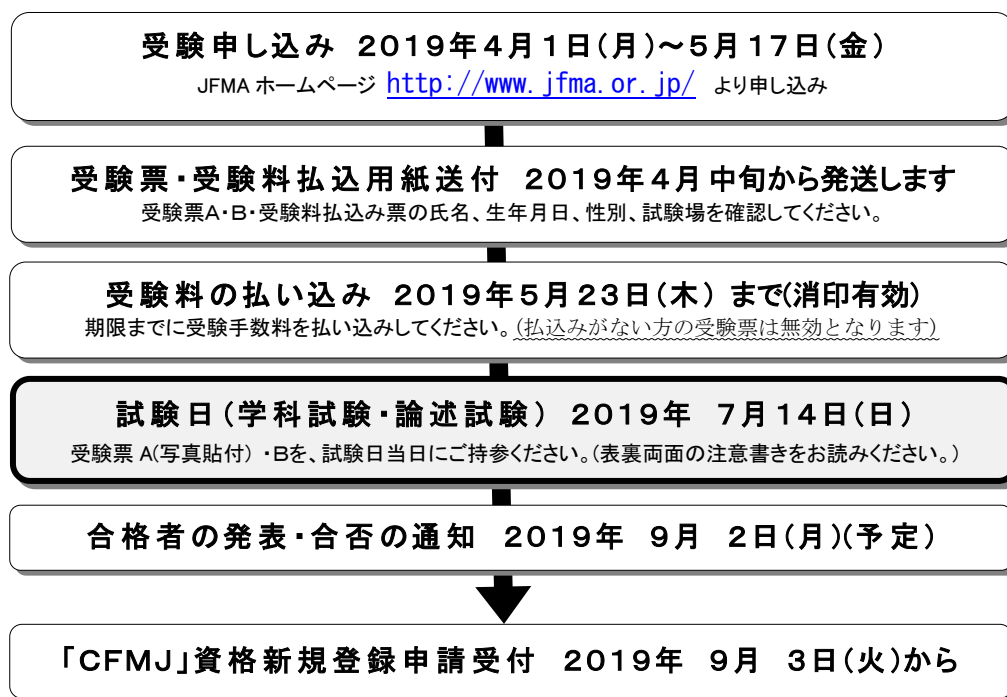 受験申し込み 2019年4月1日(月)～5月17日(金)
JFMA ホームページ http://www.jfma.or.jp/ より申し込み
受験票・受験料払込用紙送付 2019年4月中旬から発送します
受験票A・B・受験料払込み票の氏名、生年月日、性別、試験場を確認してください。
受験料の払い込み 2019年5月23日(木) まで(消印有効)
期限までに受験手数料を払い込みしてください。(払込みがない方の受験票は無効となります)
試験日(学科試験・論述試験) 2019年 7月14日(日)
受験票 A(写真貼付) ・Bを、試験日当日にご持参ください。(表裏両面の注意書きをお読みください。)
合格者の発表・合否の通知 2019年 9月 2日(月)(予定)
「CFMJ」資格新規登録申請受付 2019年 9月 3日(火)から